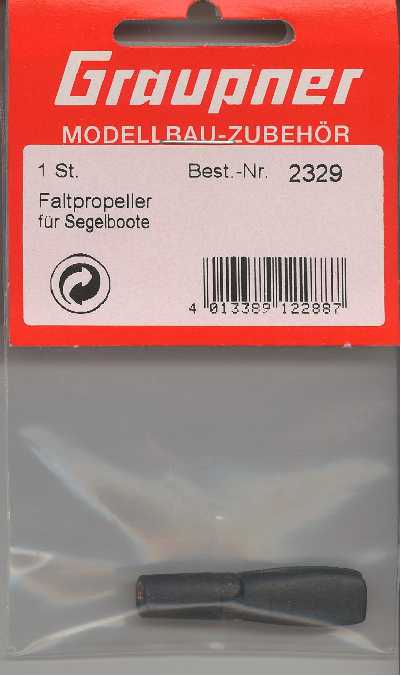 Graupner
MODELLBAU-ZUBEHÖR
1 St. Best.-Nr. 2329
Faltpropeller
für Segelboote
4 013389 122887